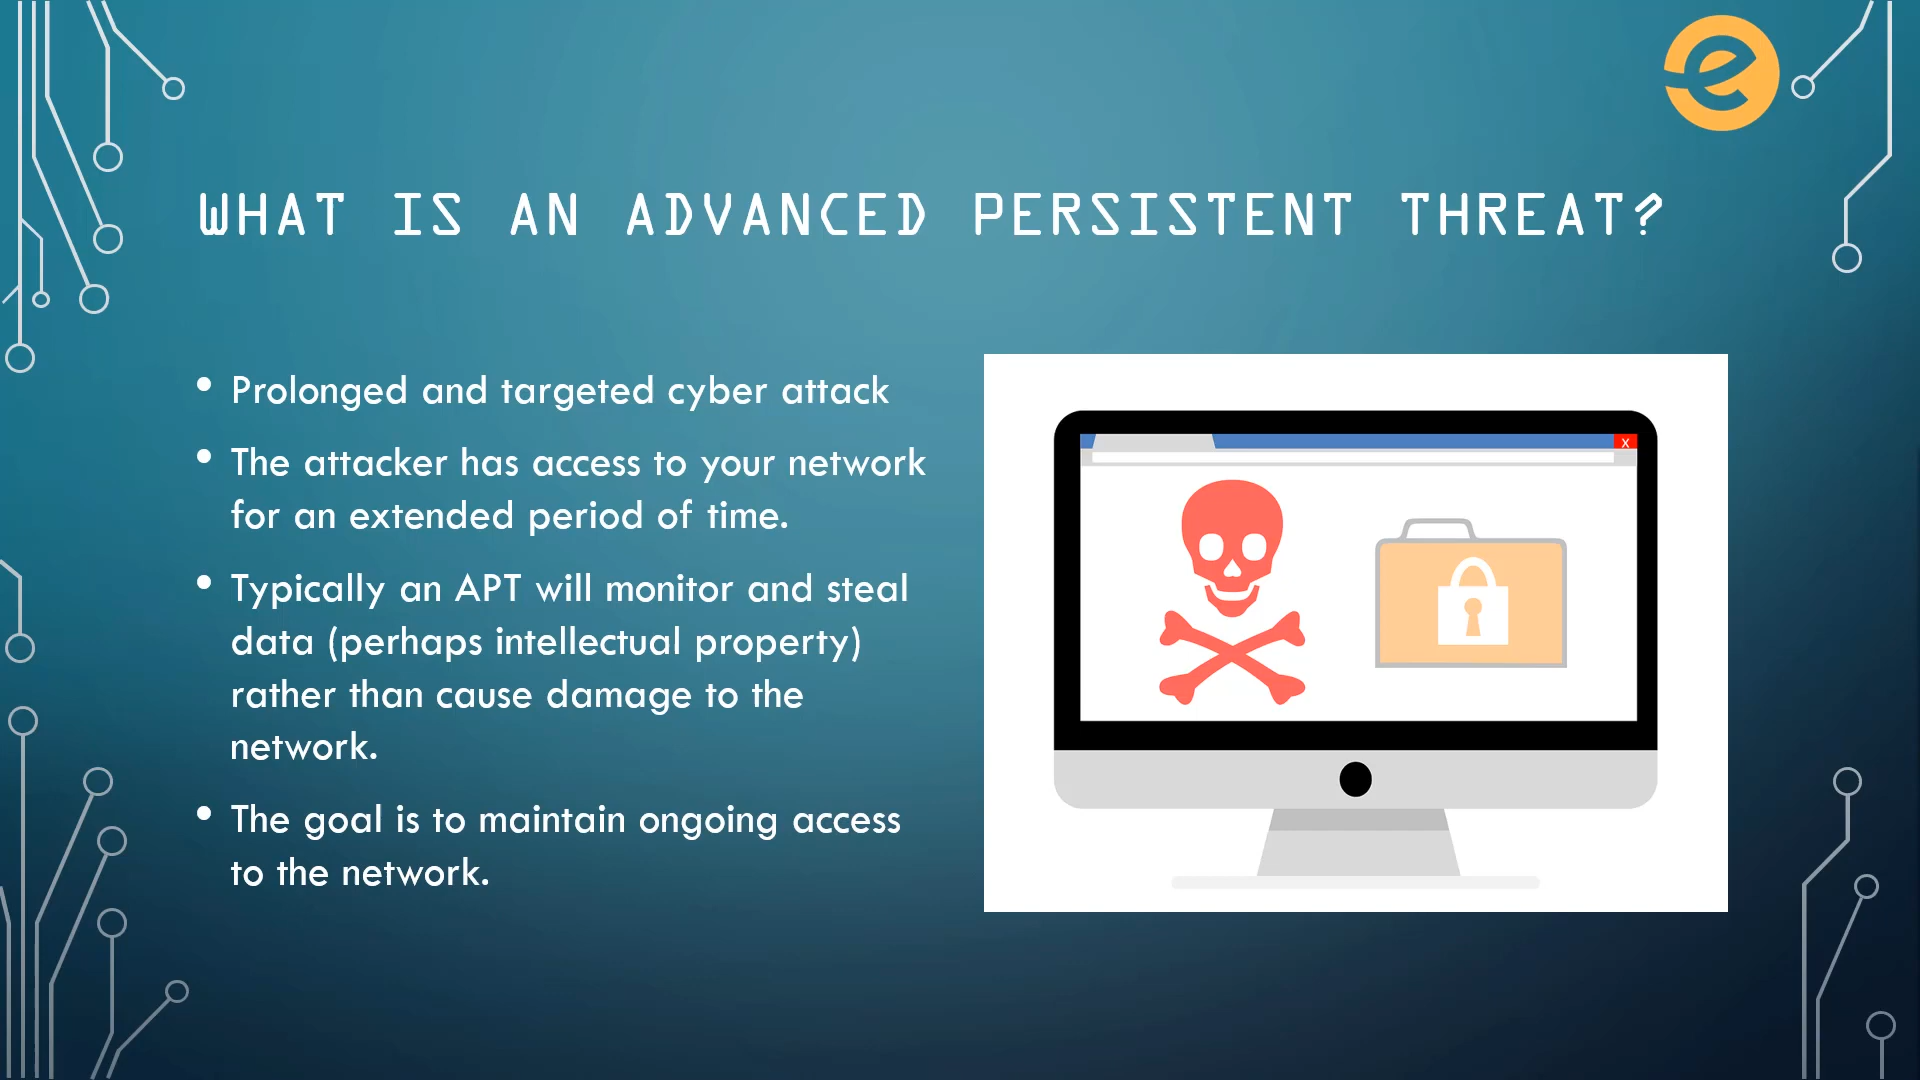 WHAT IS AN ADVANCED PERSISTENT THREAT?
• Prolonged and targeted cyber attack
• The attacker has access to your network
for an extended period of time.
• Typically an APT will monitor and steal
data (perhaps intellectual property)
rather than cause damage to the
network.
• The goal is to maintain ongoing access
to the network.
X